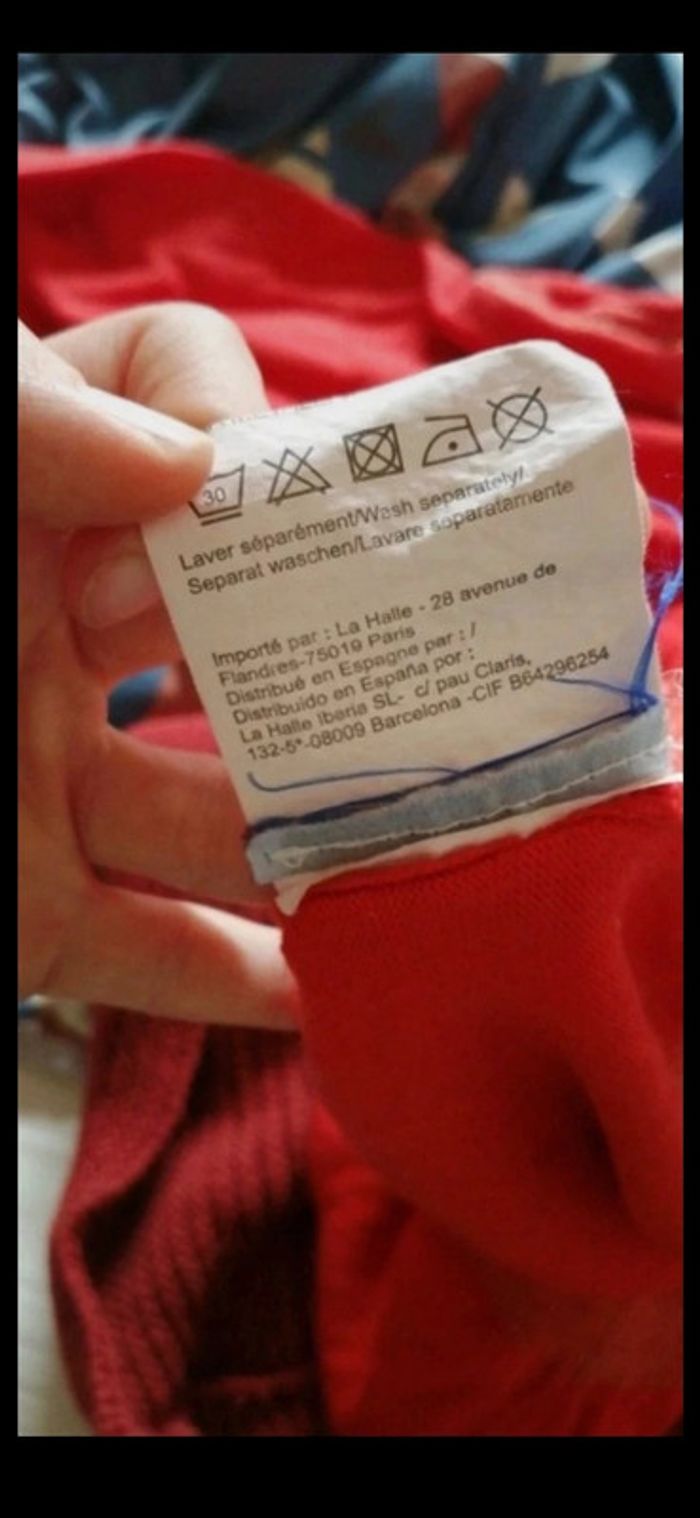 30
Laver séparément/Wash separately/
Separat waschen/Lavare separatamente
Importé par : La Halle - 28 avenue de
Flandres-75019 Paris
Distribué en Espagne par : /
Distribuido en España por :
La Halle Iberia SL- c/ pau Claris,
132-5*-08009 Barcelona -CIF B64296254